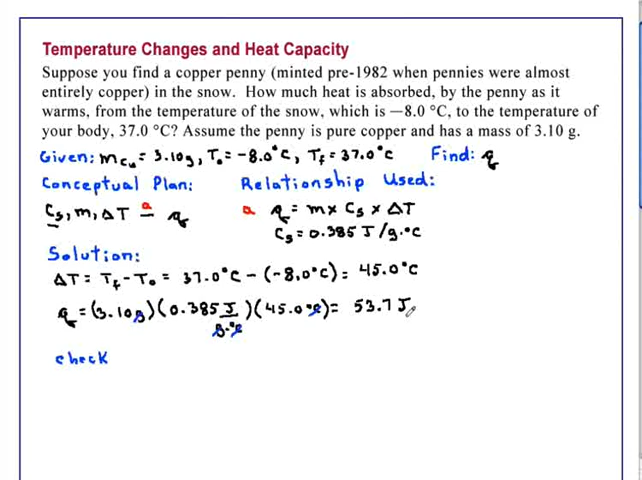 Temperature Changes and Heat Capacity
Suppose you find a copper penny (minted pre-1982 when pennies were almost
entirely copper) in the snow. How much heat is absorbed, by the penny as it
warms, from the temperature of the snow, which is —8.0 °C, to the temperature of
your body, 37.0 °C? Assume the penny is pure copper and has a mass of 3.10 g.
Given: mCu = 3.10g, To = -8.0°C, Tf = 37.0°C Find: q
Conceptual Plan: Relationship Used:
Cs, m, ΔT a q a q = m x Cs x ΔT
Cs = 0.385 J/g·°C
Solution:
ΔT = Tf - To = 37.0°C - (-8.0°C) = 45.0°C
q = (3.10g)(0.385 J/g·°C)(45.0°C) = 53.7 J
check